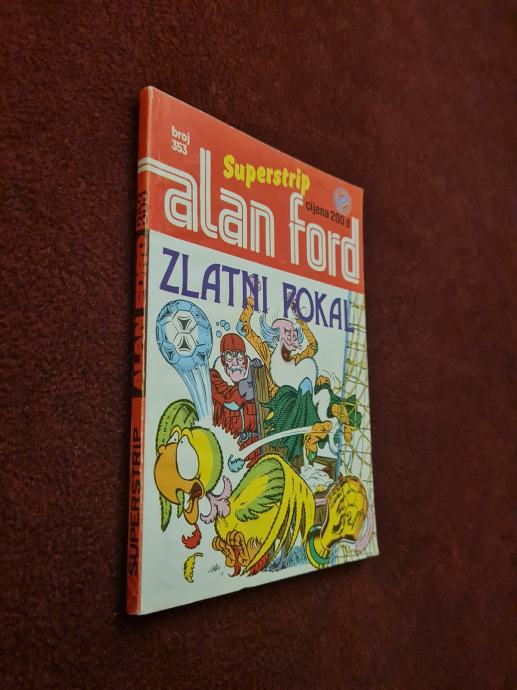 broj
353
Superstrip
cijena 200 d
alan ford
ZLATNI POKAL
SUPERSTRIP ALAN FORD